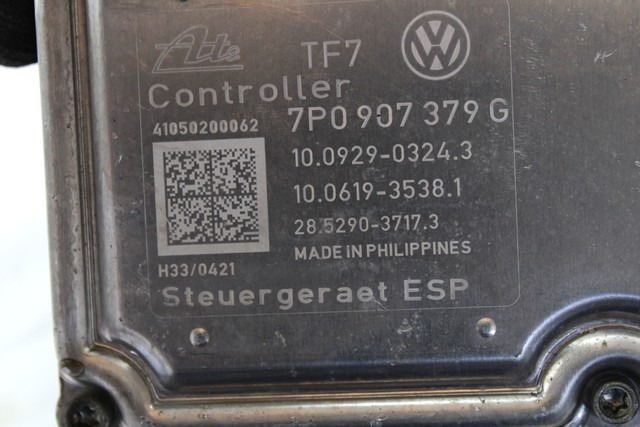 Ate TF7 VW
Controller
41050200062 7P0 907 379 G
10.0929-0324.3
10.0619-3538.1
28.5290-3717.3
MADE iN PHILIPPINES
H33/0421
Steuergeraet ESP